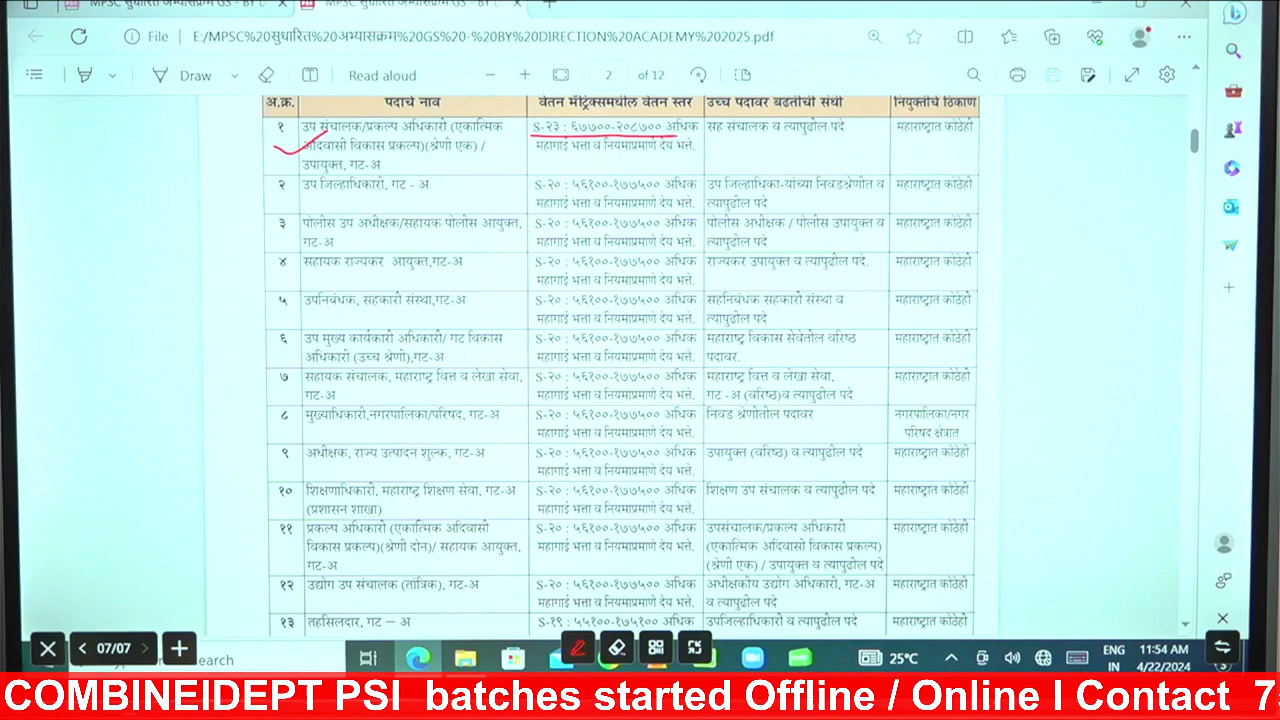 MPSC सुधारित अभ्यासक्रम GS - BY D
MPSC सुधारित अभ्यासक्रम GS - BY D
File E:/MPSC%20सुधारित%20अभ्यासक्रम%20GS%20-%20BY%20DIRECTION%20ACADEMY%202025.pdf
Draw Read aloud 2 of 12
अ.क्र. पदाचे नाव वेतन मॅट्रिक्समधील वेतन स्तर उच्च पदावर बढतीची संधी नियुक्तीचे ठिकाण
१ उप संचालक/प्रकल्प अधिकारी (एकात्मिक S-२३ : ६७७००-२०८७०० अधिक सह संचालक व त्यापुढील पदे महाराष्ट्रात कोठेही
आदिवासी विकास प्रकल्प)(श्रेणी एक) / महागाई भत्ता व नियमाप्रमाणे देय भत्ते.
उपायुक्त, गट-अ
२ उप जिल्हाधिकारी, गट - अ S-२० : ५६१००-१७७५०० अधिक उप जिल्हाधिका-यांच्या निवडश्रेणीत व महाराष्ट्रात कोठेही
महागाई भत्ता व नियमाप्रमाणे देय भत्ते. त्यापुढील पदे
३ पोलीस उप अधीक्षक/सहायक पोलीस आयुक्त, S-२० : ५६१००-१७७५०० अधिक पोलीस अधीक्षक / पोलीस उपायुक्त व महाराष्ट्रात कोठेही
गट-अ महागाई भत्ता व नियमाप्रमाणे देय भत्ते. त्यापुढील पदे
४ सहायक राज्यकर आयुक्त,गट-अ S-२० : ५६१००-१७७५०० अधिक राज्यकर उपायुक्त व त्यापुढील पदे. महाराष्ट्रात कोठेही
महागाई भत्ता व नियमाप्रमाणे देय भत्ते.
५ उपनिबंधक, सहकारी संस्था,गट-अ S-२० : ५६१००-१७७५०० अधिक सहनिबंधक सहकारी संस्था व महाराष्ट्रात कोठेही
महागाई भत्ता व नियमाप्रमाणे देय भत्ते. त्यापुढील पदे
६ उप मुख्य कार्यकारी अधिकारी/ गट विकास S-२० : ५६१००-१७७५०० अधिक महाराष्ट्र विकास सेवेतील वरिष्ठ महाराष्ट्रात कोठेही
अधिकारी (उच्च श्रेणी),गट-अ महागाई भत्ता व नियमाप्रमाणे देय भत्ते. पदावर.
७ सहायक संचालक, महाराष्ट्र वित्त व लेखा सेवा, S-२० : ५६१००-१७७५०० अधिक महाराष्ट्र वित्त व लेखा सेवा, महाराष्ट्रात कोठेही
गट-अ महागाई भत्ता व नियमाप्रमाणे देय भत्ते. गट -अ (वरिष्ठ)व त्यापुढील पदे
८ मुख्याधिकारी,नगरपालिका/परिषद, गट-अ S-२० : ५६१००-१७७५०० अधिक निवड श्रेणीतील पदावर नगरपालिका/नगर
महागाई भत्ता व नियमाप्रमाणे देय भत्ते. परिषद क्षेत्रात
९ अधीक्षक, राज्य उत्पादन शुल्क, गट-अ S-२० : ५६१००-१७७५०० अधिक उपायुक्त (वरिष्ठ) व त्यापुढील पदे महाराष्ट्रात कोठेही
महागाई भत्ता व नियमाप्रमाणे देय भत्ते.
१० शिक्षणाधिकारी, महाराष्ट्र शिक्षण सेवा, गट-अ S-२० : ५६१००-१७७५०० अधिक शिक्षण उप संचालक व त्यापुढील पदे महाराष्ट्रात कोठेही
(प्रशासन शाखा) महागाई भत्ता व नियमाप्रमाणे देय भत्ते.
११ प्रकल्प अधिकारी (एकात्मिक आदिवासी S-२० : ५६१००-१७७५०० अधिक उपसंचालक/प्रकल्प अधिकारी महाराष्ट्रात कोठेही
विकास प्रकल्प)(श्रेणी दोन)/ सहायक आयुक्त, महागाई भत्ता व नियमाप्रमाणे देय भत्ते. (एकात्मिक आदिवासी विकास प्रकल्प)
गट-अ (श्रेणी एक) / उपायुक्त व त्यापुढील पदे
१२ उद्योग उप संचालक (तांत्रिक), गट-अ S-२० : ५६१००-१७७५०० अधिक अधीक्षकीय उद्योग अधिकारी, गट-अ महाराष्ट्रात कोठेही
महागाई भत्ता व नियमाप्रमाणे देय भत्ते. व त्यापुढील पदे
१३ तहसिलदार, गट – अ S-१९ : ५५१००-१७५१०० अधिक उपजिल्हाधिकारी व त्यापुढील पदे महाराष्ट्रात कोठेही
07/07
search 25°C ENG IN 11:54 AM 4/22/2024
COMBINEIDEPT PSI batches started Offline / Online I Contact 7